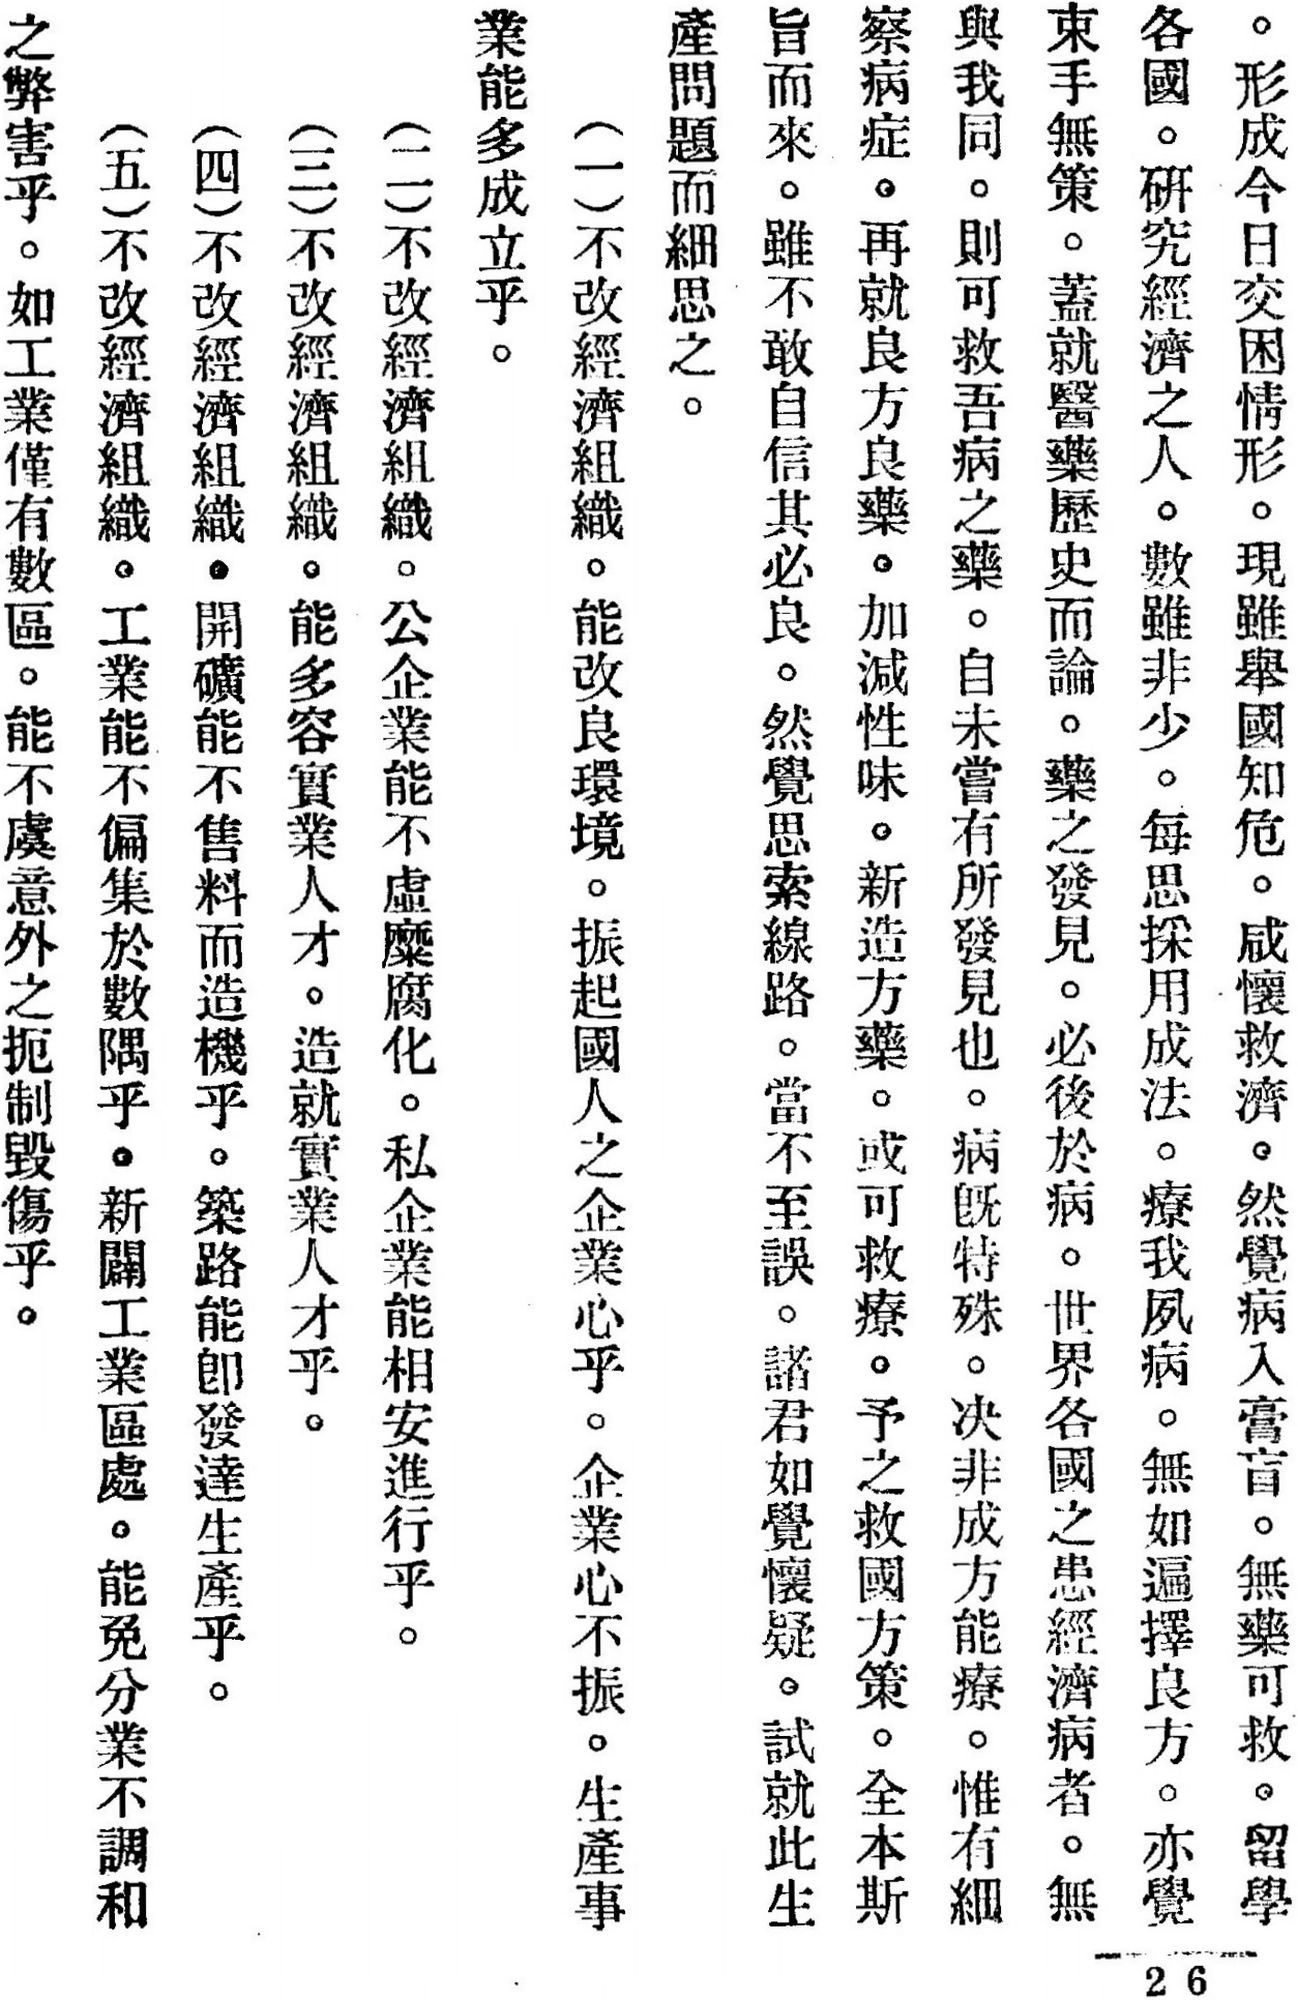 。形成今日交困情形。現雖舉國知危。咸懷救濟。然覺病入膏盲。無藥可救。留學
各國。研究經濟之人。數雖非少。每思採用成法。療我夙病。無如遍擇良方。亦覺
束手無策。蓋就醫藥歷史而論。藥之發見。必後於病。世界各國之患經濟病者。無
與我同。則可救吾病之藥。自未嘗有所發見也。病旣特殊。决非成方能療。惟有細
察病症。再就良方良藥。加減性味。新造方藥。或可救療。予之救國方策。全本斯
旨而來。雖不敢自信其必良。然覺思索線路。當不至誤。諸君如覺懷疑。試就此生
產問題而細思之。
(一)不改經濟組織。能改良環境。振起國人之企業心乎。企業心不振。生產事
業能多成立乎。
(二)不改經濟組織。公企業能不虛糜腐化。私企業能相安進行乎。
(三)不改經濟組織。能多容實業人才。造就實業人才乎。
(四)不改經濟組織。開礦能不售料而造機乎。築路能卽發達生產乎。
(五)不改經濟組織。工業能不偏集於數隅乎。新闢工業區處。能免分業不調和
之弊害乎。如工業僅有數區。能不虞意外之扼制毀傷乎。
26